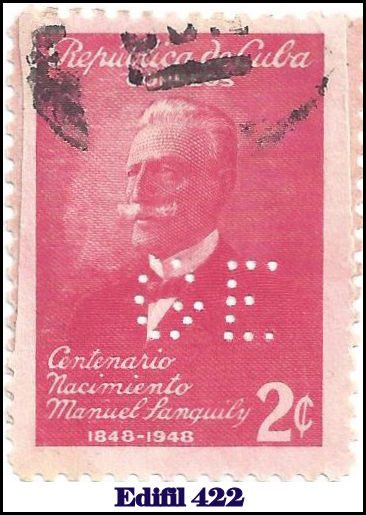 República de Cuba
Centenario
Nacimiento
Manuel Sanguily
1848-1948
2¢
Edifil 422